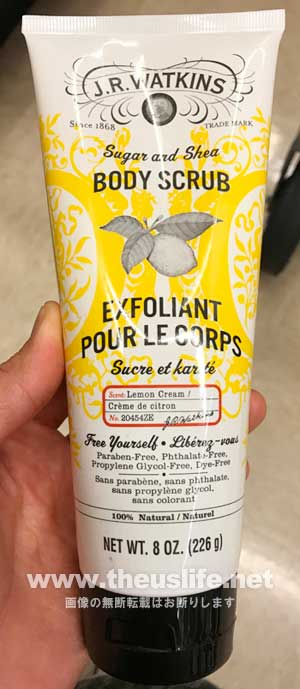 J.R. WATKINS
Since 1868 TRADE MARK
Sugar and Shea
BODY SCRUB
EXFOLIANT
POUR LE CORPS
Sucre et karité
Scent: Lemon Cream /
Crème de citron
No. 20454ZE J.R. Watkins
Free Yourself • Libérez-vous
Paraben-Free, Phthalate-Free,
Propylene Glycol-Free, Dye-Free
Sans parabène, sans phthalate,
sans propylène glycol,
sans colorant
100% Natural / Naturel
NET WT. 8 OZ. (226 g)
www.theuslife.net
画像の無断転載はお断りします